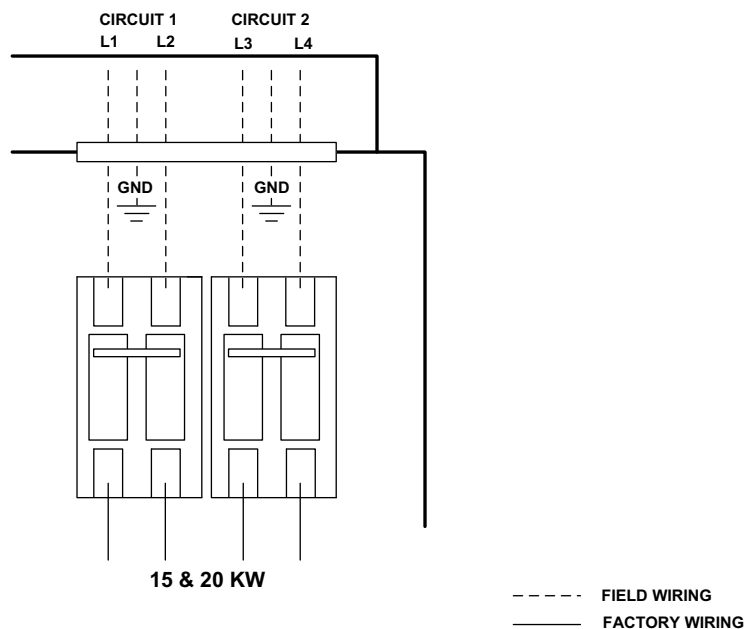 CIRCUIT 1 CIRCUIT 2
L1 L2 L3 L4
GND GND
15 & 20 KW
FIELD WIRING
FACTORY WIRING